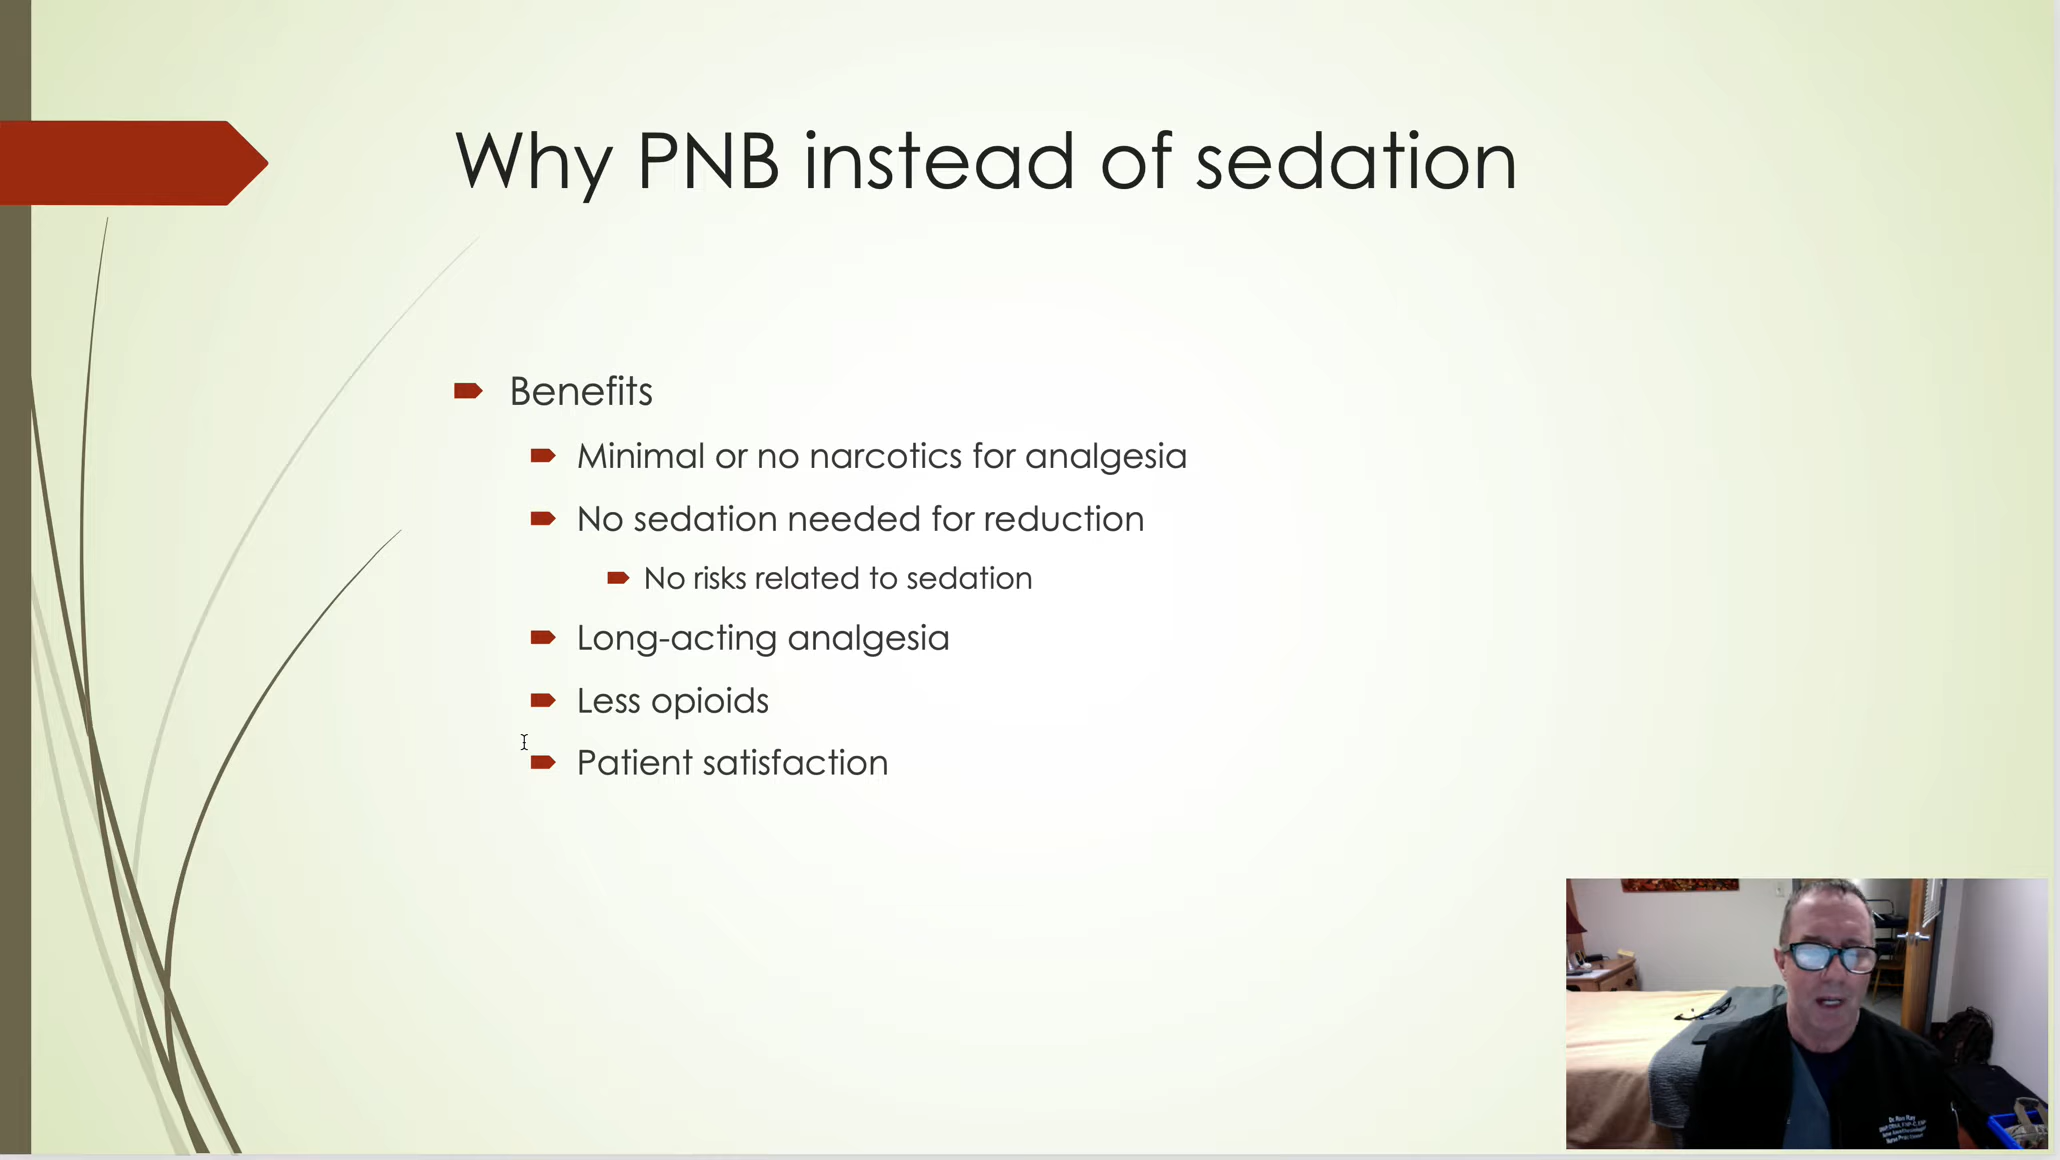 Why PNB instead of sedation
Benefits
Minimal or no narcotics for analgesia
No sedation needed for reduction
No risks related to sedation
Long-acting analgesia
Less opioids
Patient satisfaction